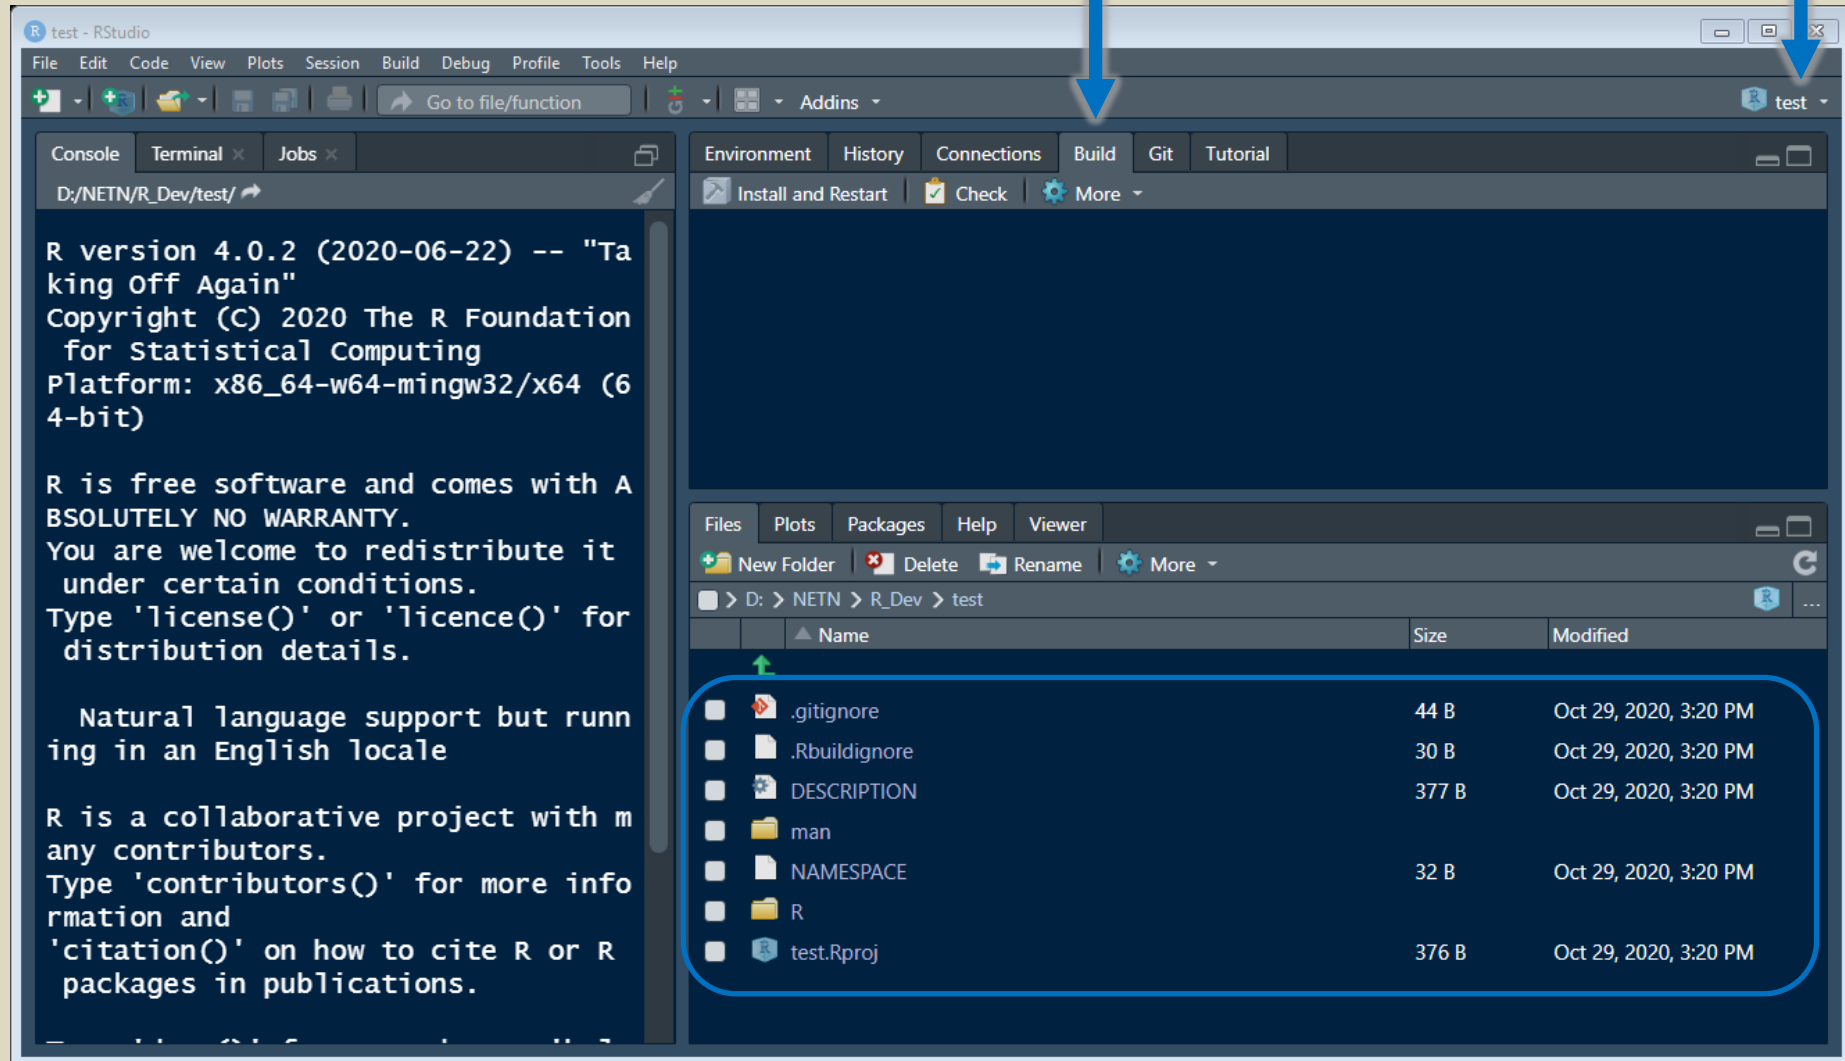 test - RStudio
File Edit Code View Plots Session Build Debug Profile Tools Help
Go to file/function Addins test
Console Terminal Jobs
D:/NETN/R_Dev/test/
R version 4.0.2 (2020-06-22) -- "Ta
king Off Again"
Copyright (C) 2020 The R Foundation
for Statistical Computing
Platform: x86_64-w64-mingw32/x64 (6
4-bit)
R is free software and comes with A
BSOLUTELY NO WARRANTY.
You are welcome to redistribute it
under certain conditions.
Type 'license()' or 'licence()' for
distribution details.
Natural language support but runn
ing in an English locale
R is a collaborative project with m
any contributors.
Type 'contributors()' for more info
rmation and
'citation()' on how to cite R or R
packages in publications.
Environment History Connections Build Git Tutorial
Install and Restart Check More
Files Plots Packages Help Viewer
New Folder Delete Rename More
D: NETN R_Dev test ...
Name Size Modified
.gitignore 44 B Oct 29, 2020, 3:20 PM
.Rbuildignore 30 B Oct 29, 2020, 3:20 PM
DESCRIPTION 377 B Oct 29, 2020, 3:20 PM
man
NAMESPACE 32 B Oct 29, 2020, 3:20 PM
R
test.Rproj 376 B Oct 29, 2020, 3:20 PM